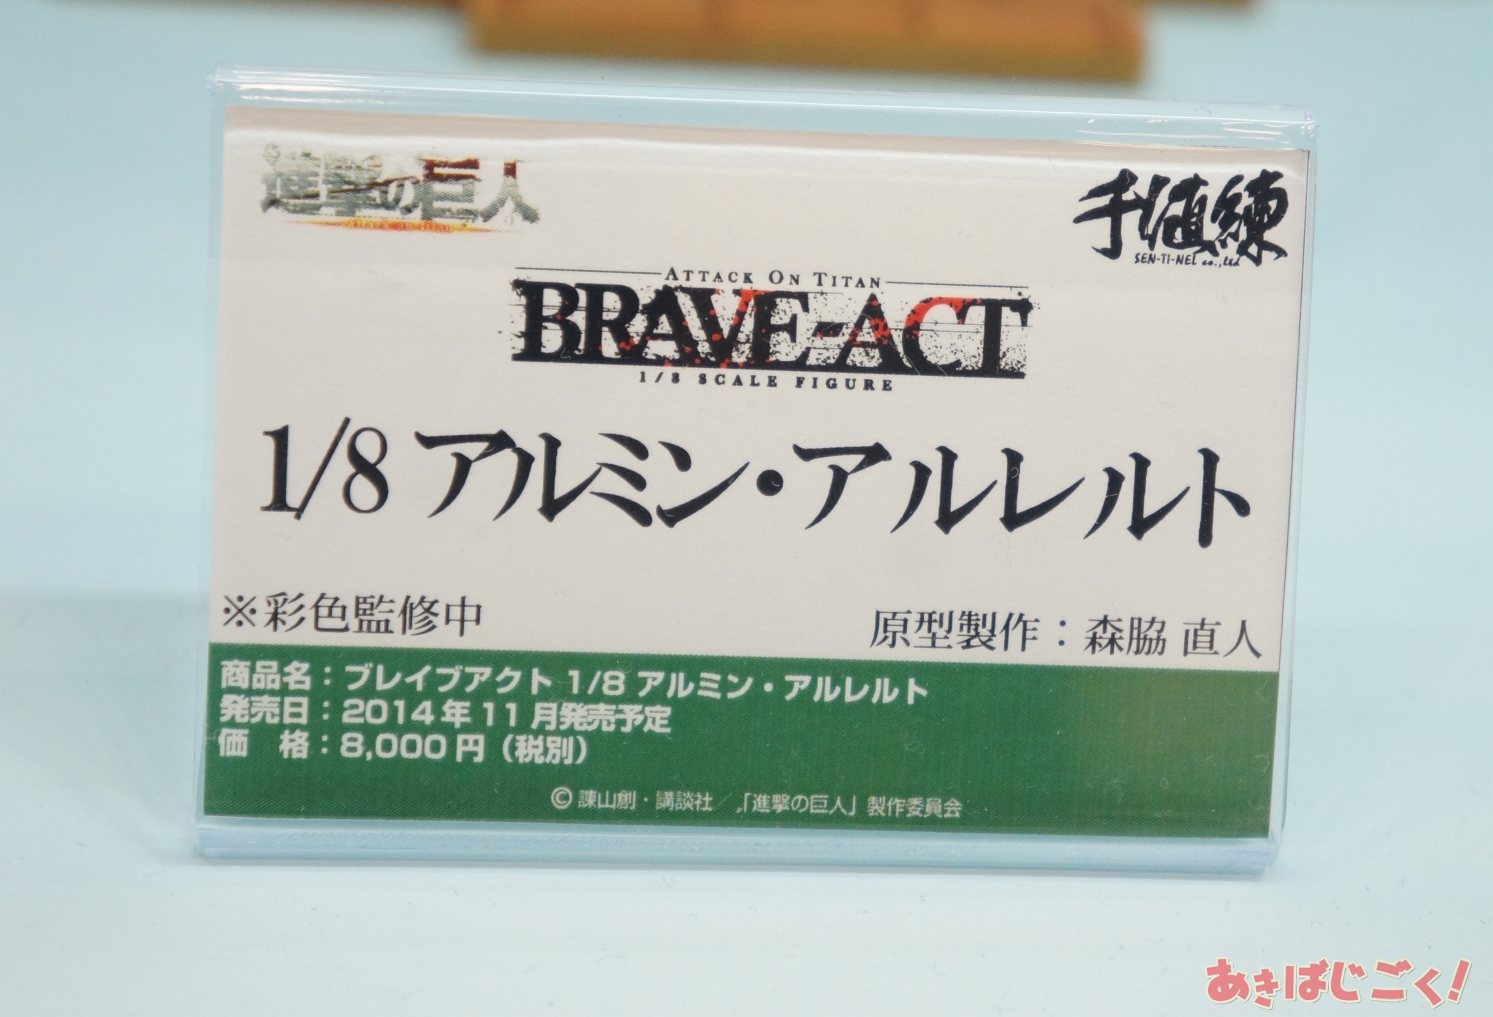 進撃の巨人
千値練
SEN-TI-NEL co.,Ltd
ATTACK ON TITAN
BRAVE-ACT
1/8 SCALE FIGURE
1/8 アルミン・アルレルト
※彩色監修中
原型製作：森脇 直人
商品名：ブレイブアクト 1/8 アルミン・アルレルト
発売日：2014年11月発売予定
価　格：8,000円（税別）
© 諫山創・講談社／「進撃の巨人」製作委員会
あきばじごく！